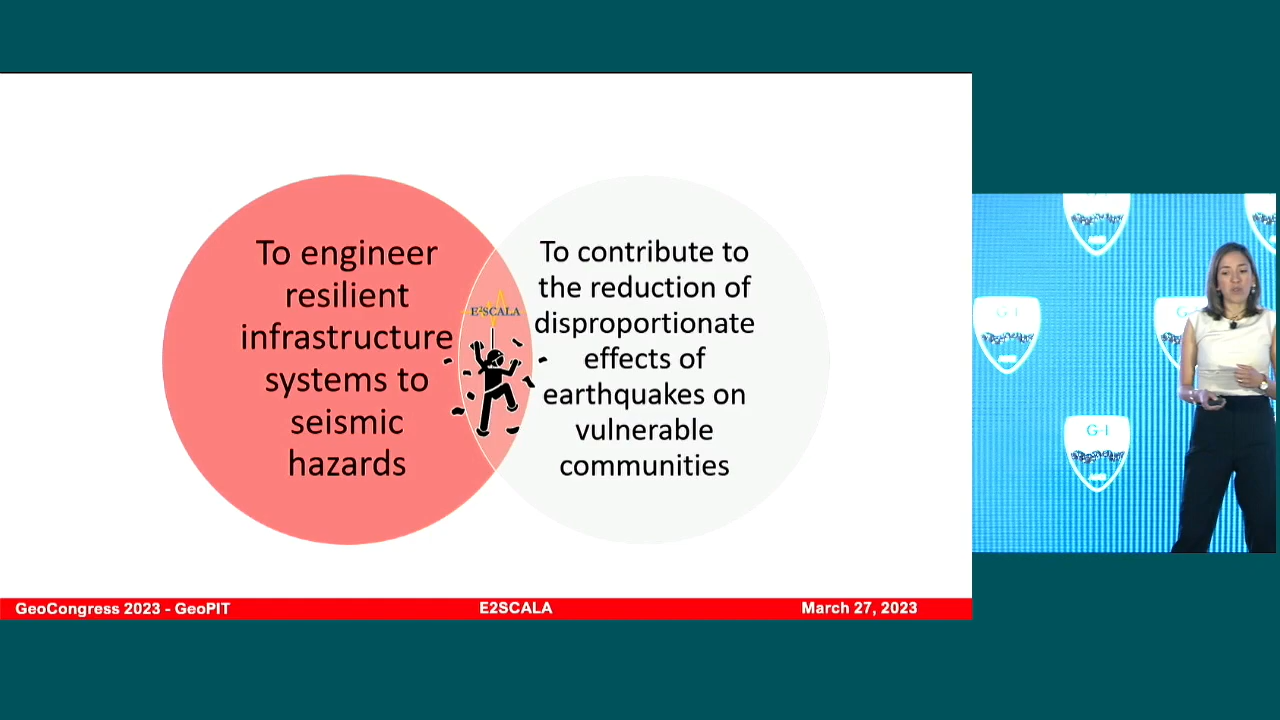 To engineer
resilient
infrastructure
systems to
seismic
hazards
E²SCALA
To contribute to
the reduction of
disproportionate
effects of
earthquakes on
vulnerable
communities
GeoCongress 2023 - GeoPIT
E2SCALA
March 27, 2023
G-I
G-I